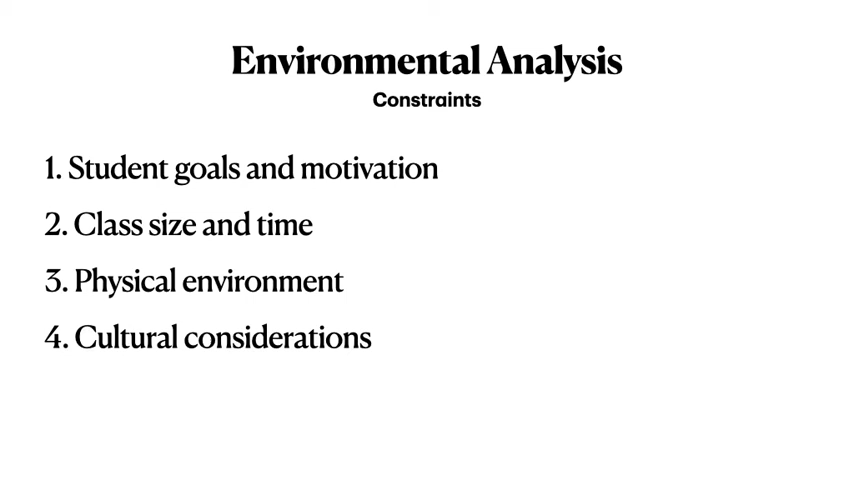 Environmental Analysis
Constraints
1. Student goals and motivation
2. Class size and time
3. Physical environment
4. Cultural considerations